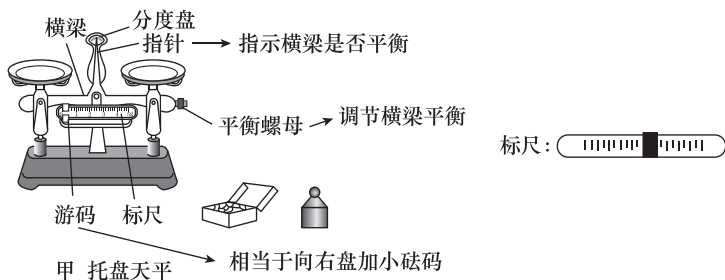 横梁
分度盘
指针
指示横梁是否平衡
平衡螺母
调节横梁平衡
标尺:
游码
标尺
相当于向右盘加小砝码
甲 托盘天平